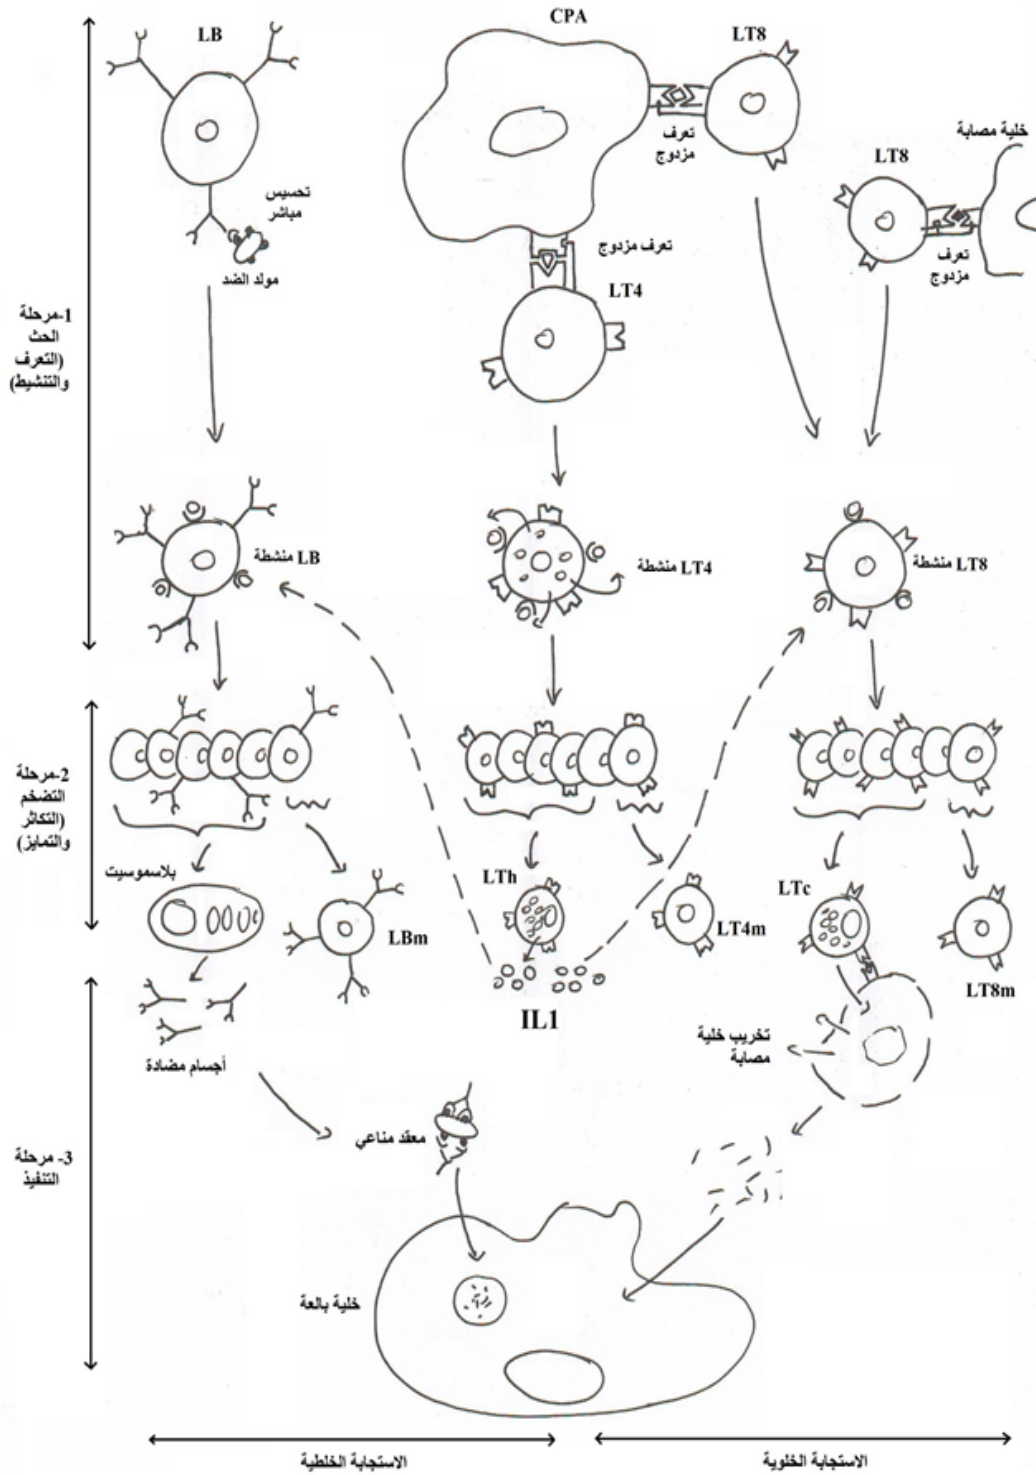 CPA
LB
LT8
تعرف
مزدوج
خلية مصابة
LT8
تعرف
مزدوج
تحسيس
مباشر
مولد الضد
تعرف مزدوج
LT4
1-مرحلة
الحث
(التعرف
والتنشيط)
LB منشطة
LT4 منشطة
LT8 منشطة
2-مرحلة
التضخم
(التكاثر
والتمايز)
بلاسموسيت
LBm
LTh
LT4m
LTc
LT8m
IL1
أجسام مضادة
تخريب خلية
مصابة
3- مرحلة
التنفيذ
معقد مناعي
خلية بالعة
الاستجابة الخلطية
الاستجابة الخلوية